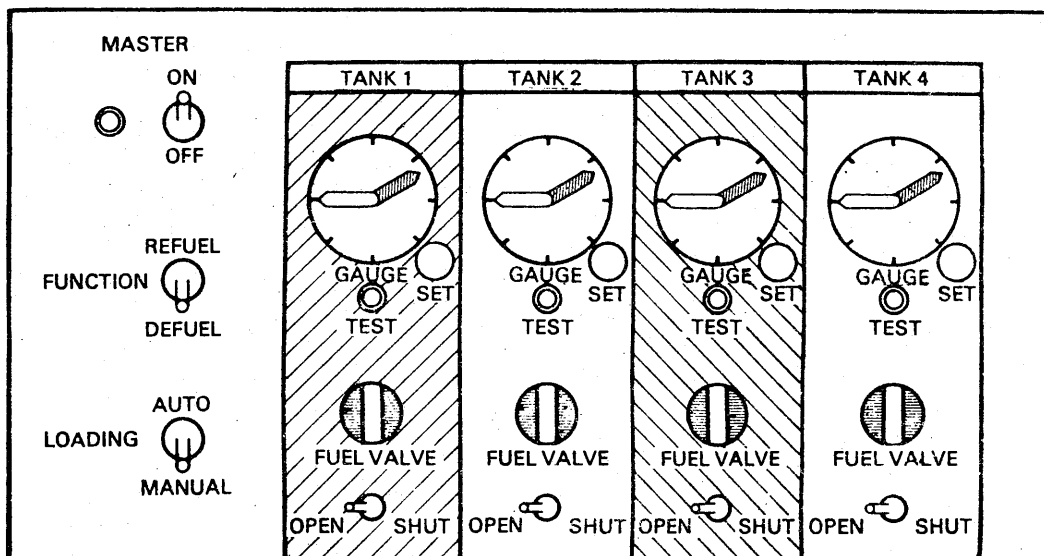 MASTER
ON
OFF
REFUEL
FUNCTION
DEFUEL
AUTO
LOADING
MANUAL
TANK 1
GAUGE
SET
TEST
FUEL VALVE
OPEN SHUT
TANK 2
GAUGE
SET
TEST
FUEL VALVE
OPEN SHUT
TANK 3
GAUGE
SET
TEST
FUEL VALVE
OPEN SHUT
TANK 4
GAUGE
SET
TEST
FUEL VALVE
OPEN SHUT